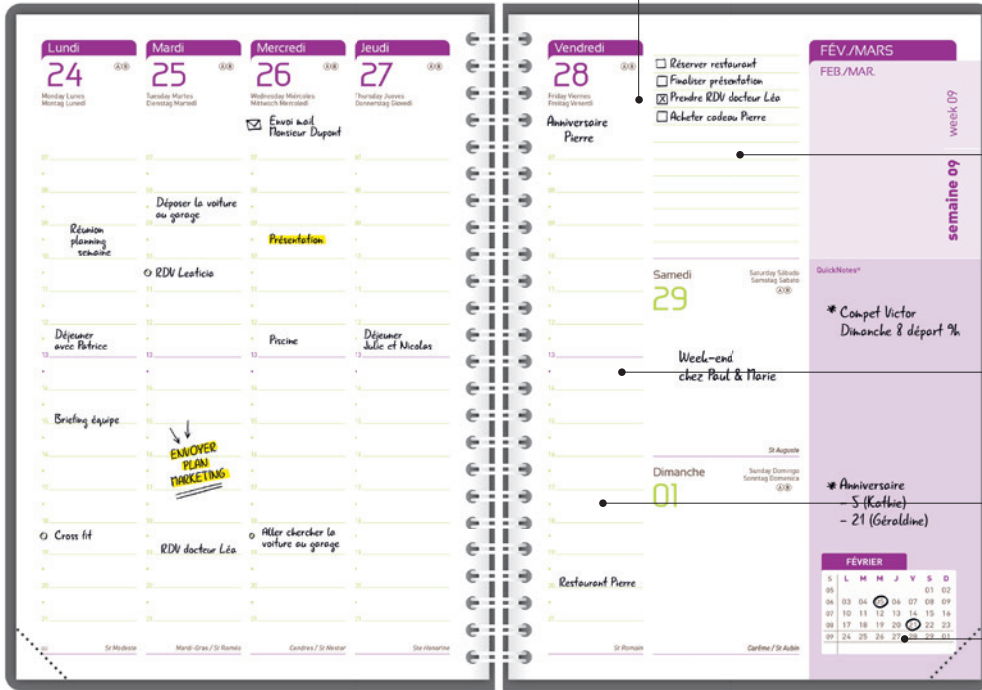 Lundi
24
Monday Lunes
Montag Lunedì
Réunion
planning
semaine
Déjeuner
avec Patrice
13
Briefing équipe
Cross fit
St Modeste
Mardi
25
Tuesday Martes
Dienstag Martedì
Déposer la voiture
au garage
RDV Leaticia
13
ENVOYER
PLAN
MARKETING
RDV docteur Léa
Mardi-Gras / St Roméo
Mercredi
26
Wednesday Miércoles
Mittwoch Mercoledì
Envoi mail
Monsieur Dupont
Présentation
Piscine
13
Aller chercher la
voiture au garage
Cendres / St Nestor
Jeudi
27
Thursday Jueves
Donnerstag Giovedì
Déjeuner
Julie et Nicolas
13
Ste Honorine
Vendredi
28
Friday Viernes
Freitag Venerdì
Anniversaire
Pierre
13
Restaurant Pierre
St Romain
Réserver restaurant
Finaliser présentation
Prendre RDV docteur Léa
Acheter cadeau Pierre
Samedi
29
Saturday Sábado
Samstag Sabato
Week-end
chez Paul & Marie
St Auguste
Dimanche
01
Sunday Domingo
Sonntag Domenica
Carême / St Aubin
FÉV./MARS
FEB./MAR.
week 09
semaine 09
QuickNotes®
* Compet Victor
Dimanche 8 départ 9h
* Anniversaire
- 5 (Kathie)
- 21 (Géraldine)
FÉVRIER
S L M M J V S D
05 01 02
06 03 04 05 06 07 08 09
07 10 11 12 13 14 15 16
08 17 18 19 20 21 22 23
09 24 25 26 27 28 29 01